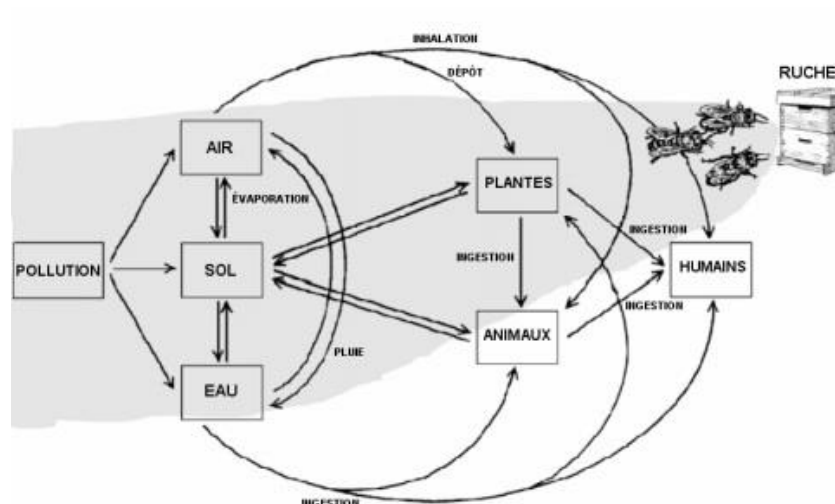 INHALATION
DÉPÔT
RUCHE
AIR
ÉVAPORATION
PLANTES
POLLUTION
SOL
INGESTION
INGESTION
HUMAINS
INGESTION
ANIMAUX
PLUIE
EAU
INGESTION